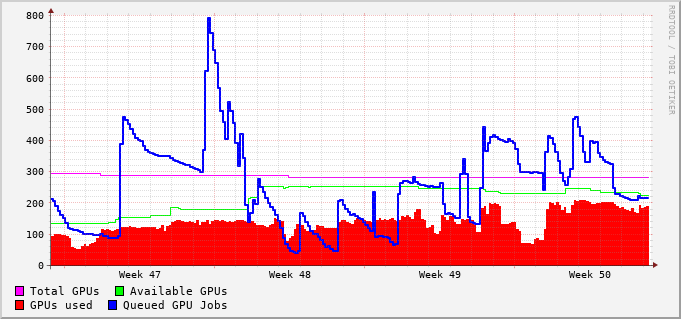 800
700
600
500
400
300
200
100
0
Week 47 Week 48 Week 49 Week 50
Total GPUs Available GPUs
GPUs used Queued GPU Jobs
RRDTOOL / TOBI OETIKER